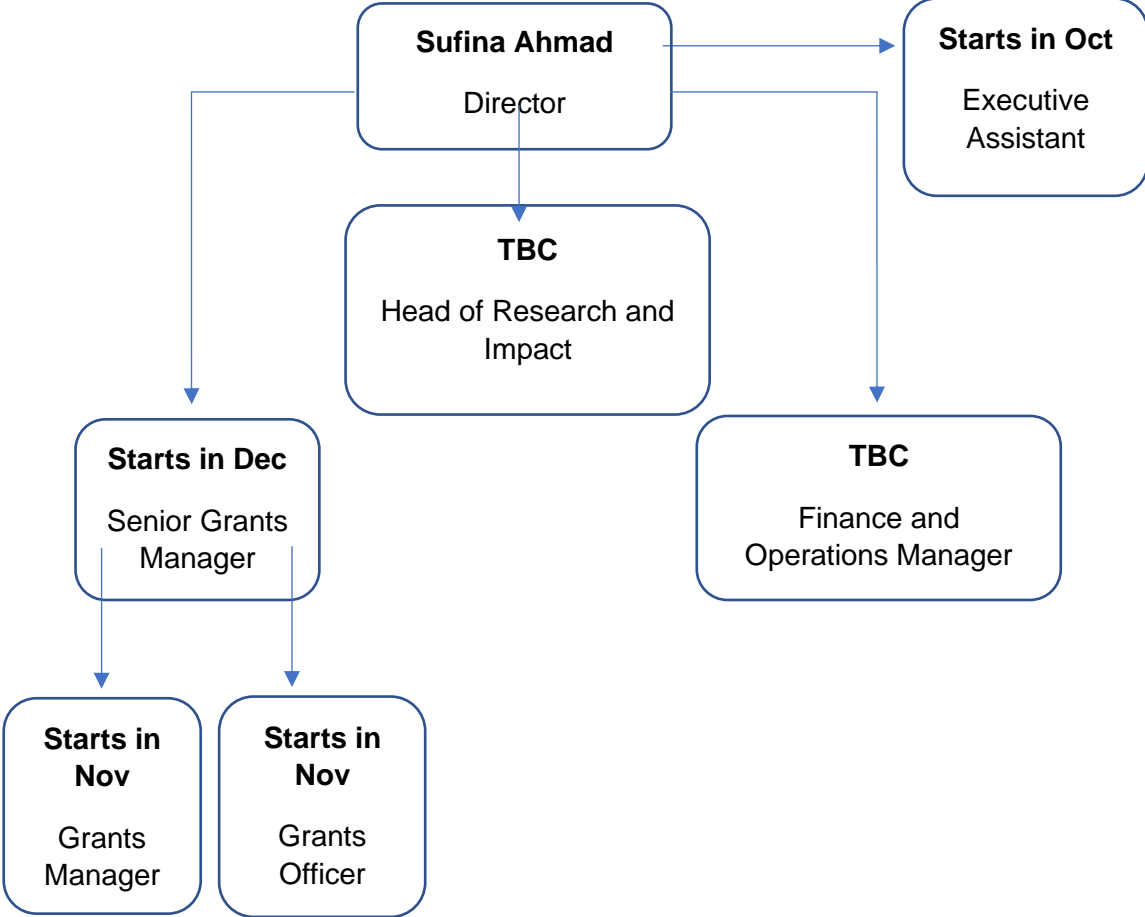 Sufina Ahmad
Director
Starts in Oct
Executive
Assistant
TBC
Head of Research and
Impact
Starts in Dec
Senior Grants
Manager
TBC
Finance and
Operations Manager
Starts in
Nov
Grants
Manager
Starts in
Nov
Grants
Officer